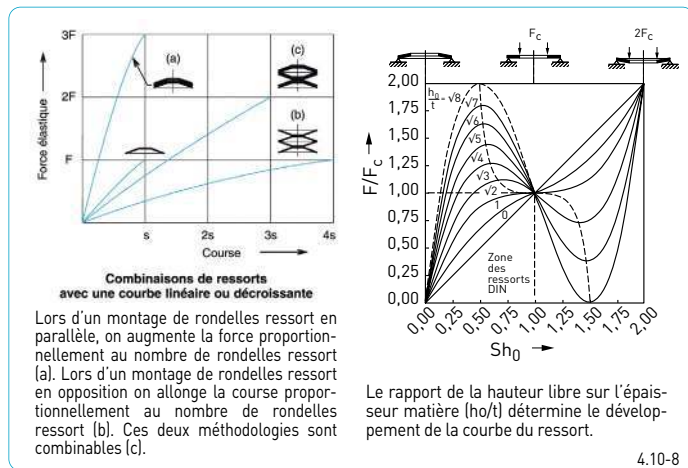 3F
2F
F
(a)
(c)
(b)
Force élastique
s
2s
3s
4s
Course
Combinaisons de ressorts
avec une courbe linéaire ou décroissante
Lors d'un montage de rondelles ressort en
parallèle, on augmente la force proportion-
nellement au nombre de rondelles ressort
(a). Lors d'un montage de rondelles ressort
en opposition on allonge la course propor-
tionnellement au nombre de rondelles
ressort (b). Ces deux méthodologies sont
combinables (c).
Fc
2Fc
2,00
1,75
1,50
1,25
1,00
0,75
0,50
0,25
0,00
F/Fc
h0/t = √8
√7
√6
√5
√4
√3
√2
1
0
Zone
des
ressorts
DIN
0,00
0,25
0,50
0,75
1,00
1,25
1,50
1,75
2,00
Sh0
Le rapport de la hauteur libre sur l'épais-
seur matière (ho/t) détermine le dévelop-
pement de la courbe du ressort.
4.10-8